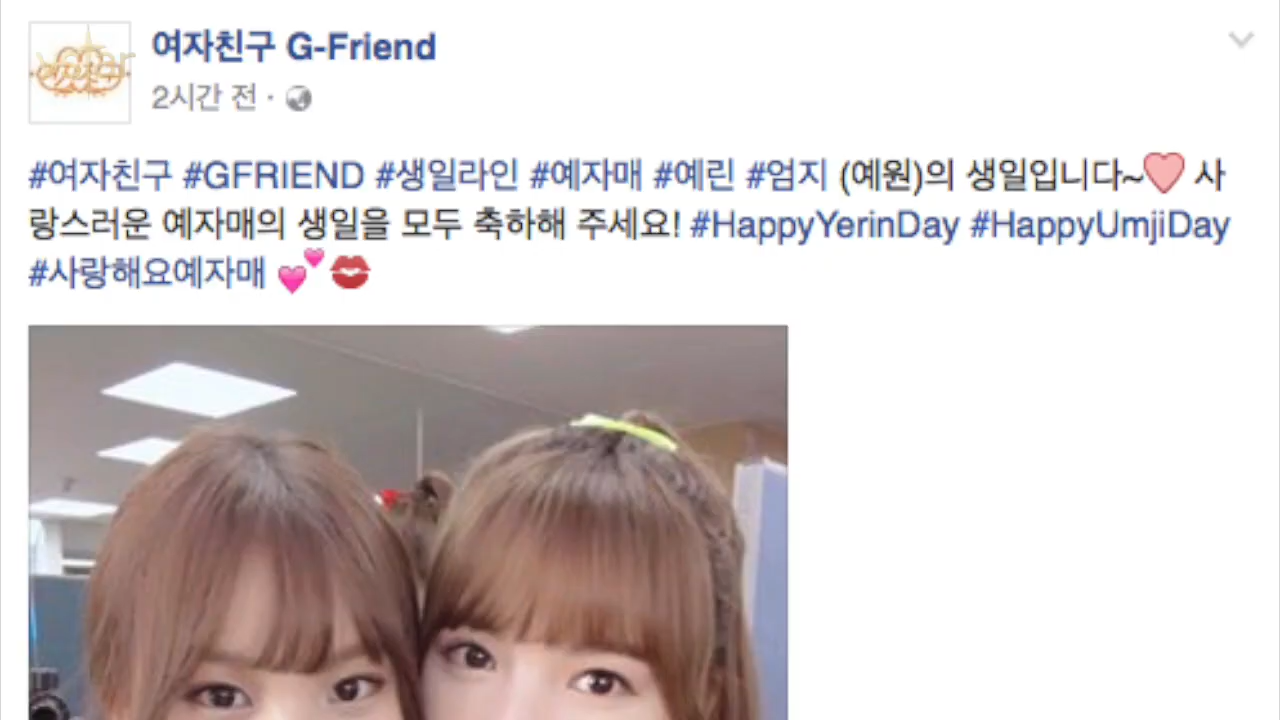 여자친구 G-Friend
2시간 전 ·
#여자친구 #GFRIEND #생일라인 #예자매 #예린 #엄지 (예원)의 생일입니다~ 사
랑스러운 예자매의 생일을 모두 축하해 주세요! #HappyYerinDay #HappyUmjiDay
#사랑해요예자매